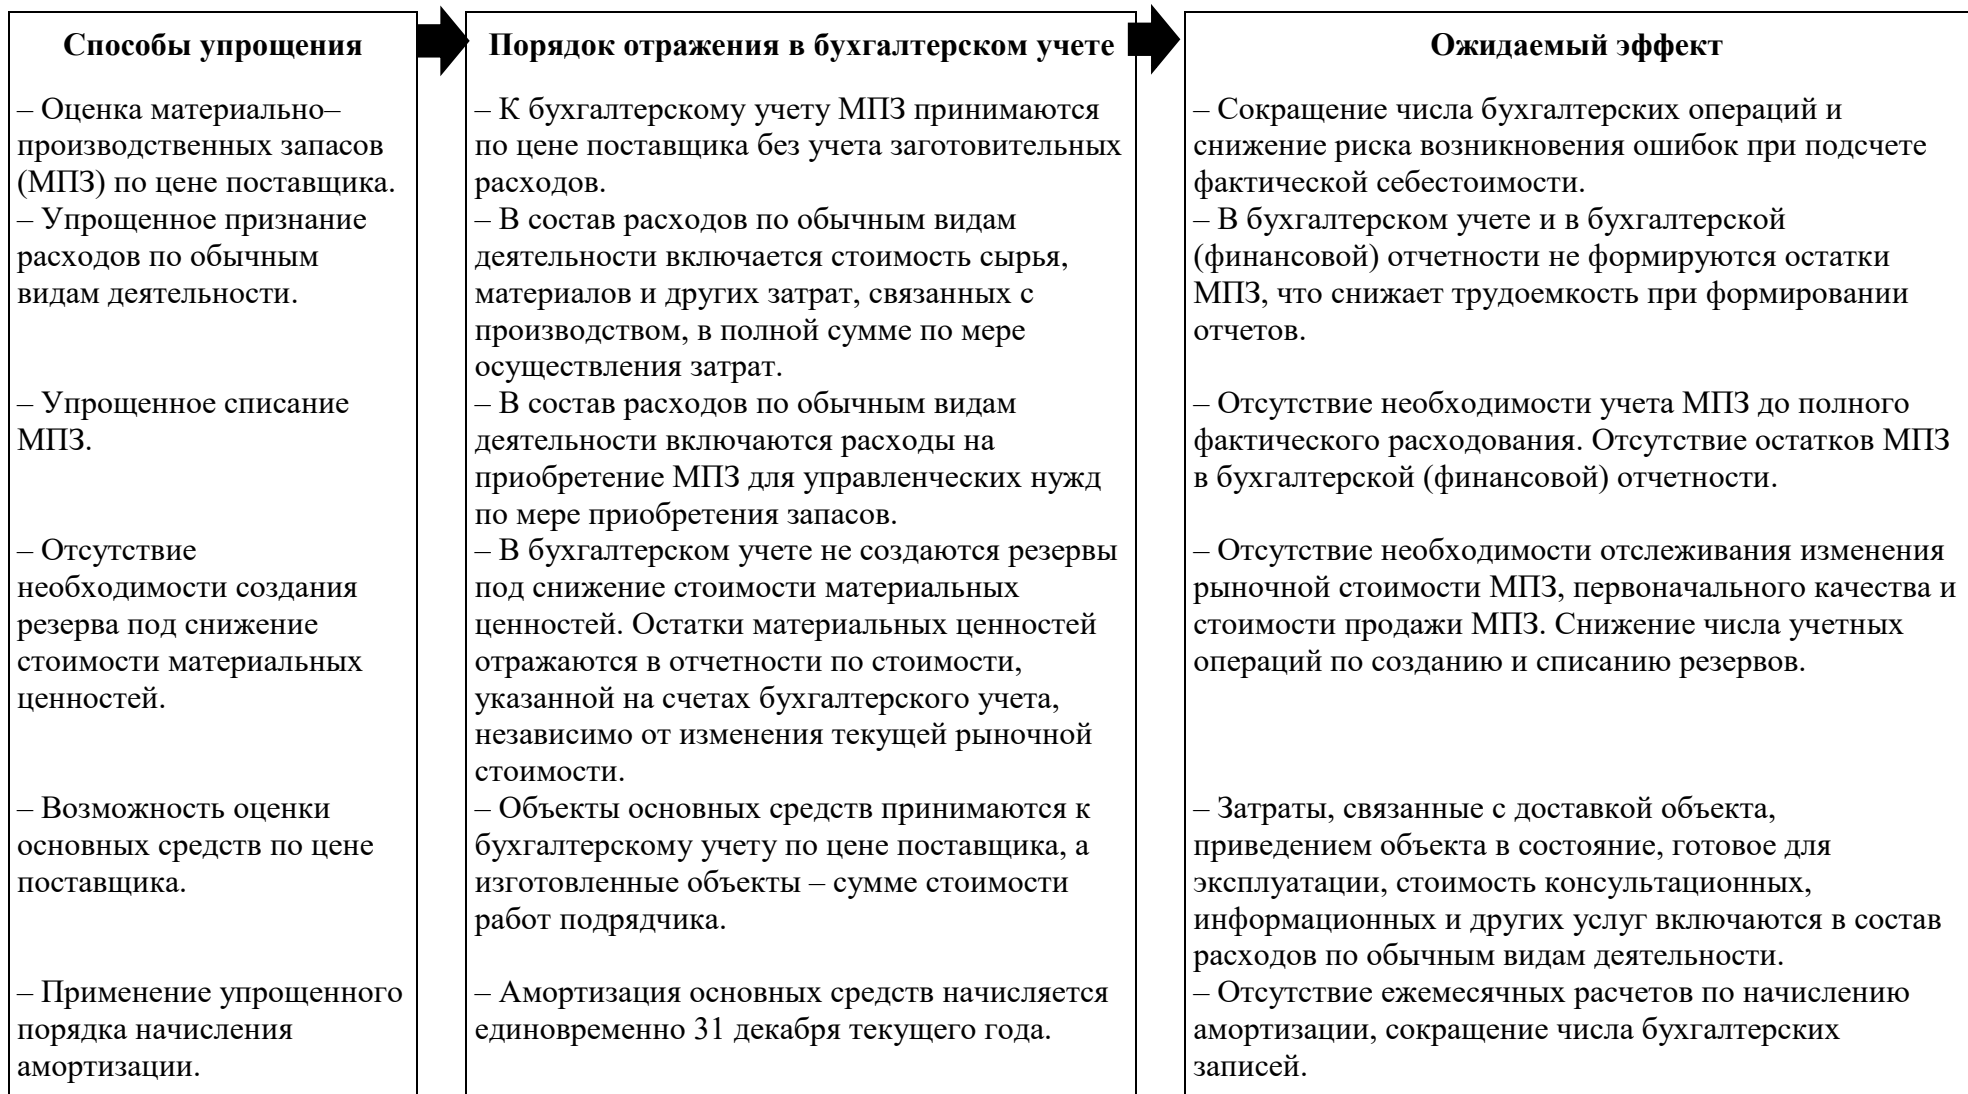 Способы упрощения
– Оценка материально–
производственных запасов
(МПЗ) по цене поставщика.
– Упрощенное признание
расходов по обычным
видам деятельности.
– Упрощенное списание
МПЗ.
– Отсутствие
необходимости создания
резерва под снижение
стоимости материальных
ценностей.
– Возможность оценки
основных средств по цене
поставщика.
– Применение упрощенного
порядка начисления
амортизации.
Порядок отражения в бухгалтерском учете
– К бухгалтерскому учету МПЗ принимаются
по цене поставщика без учета заготовительных
расходов.
– В состав расходов по обычным видам
деятельности включается стоимость сырья,
материалов и других затрат, связанных с
производством, в полной сумме по мере
осуществления затрат.
– В состав расходов по обычным видам
деятельности включаются расходы на
приобретение МПЗ для управленческих нужд
по мере приобретения запасов.
– В бухгалтерском учете не создаются резервы
под снижение стоимости материальных
ценностей. Остатки материальных ценностей
отражаются в отчетности по стоимости,
указанной на счетах бухгалтерского учета,
независимо от изменения текущей рыночной
стоимости.
– Объекты основных средств принимаются к
бухгалтерскому учету по цене поставщика, а
изготовленные объекты – сумме стоимости
работ подрядчика.
– Амортизация основных средств начисляется
единовременно 31 декабря текущего года.
Ожидаемый эффект
– Сокращение числа бухгалтерских операций и
снижение риска возникновения ошибок при подсчете
фактической себестоимости.
– В бухгалтерском учете и в бухгалтерской
(финансовой) отчетности не формируются остатки
МПЗ, что снижает трудоемкость при формировании
отчетов.
– Отсутствие необходимости учета МПЗ до полного
фактического расходования. Отсутствие остатков МПЗ
в бухгалтерской (финансовой) отчетности.
– Отсутствие необходимости отслеживания изменения
рыночной стоимости МПЗ, первоначального качества и
стоимости продажи МПЗ. Снижение числа учетных
операций по созданию и списанию резервов.
– Затраты, связанные с доставкой объекта,
приведением объекта в состояние, готовое для
эксплуатации, стоимость консультационных,
информационных и других услуг включаются в состав
расходов по обычным видам деятельности.
– Отсутствие ежемесячных расчетов по начислению
амортизации, сокращение числа бухгалтерских
записей.